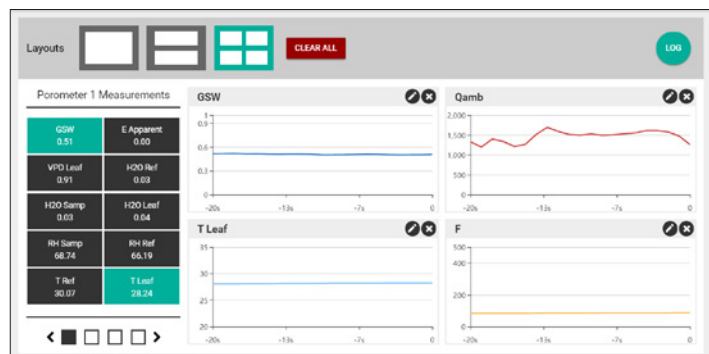 Layouts
CLEAR ALL
LOG
Porometer 1 Measurements
GSW
0.51
E Apparent
0.00
VPD Leaf
0.91
H2O Ref
0.03
H2O Samp
0.03
H2O Leaf
0.04
RH Samp
68.74
RH Ref
66.19
T Ref
30.07
T Leaf
28.24
GSW
1
0.9
0.6
0.3
0
-20s
-13s
-7s
0
Qamb
2,000
1,500
1,000
500
0
-20s
-13s
-7s
0
T Leaf
35
30
25
20
-20s
-13s
-7s
0
F
500
400
200
0
-20s
-13s
-7s
0